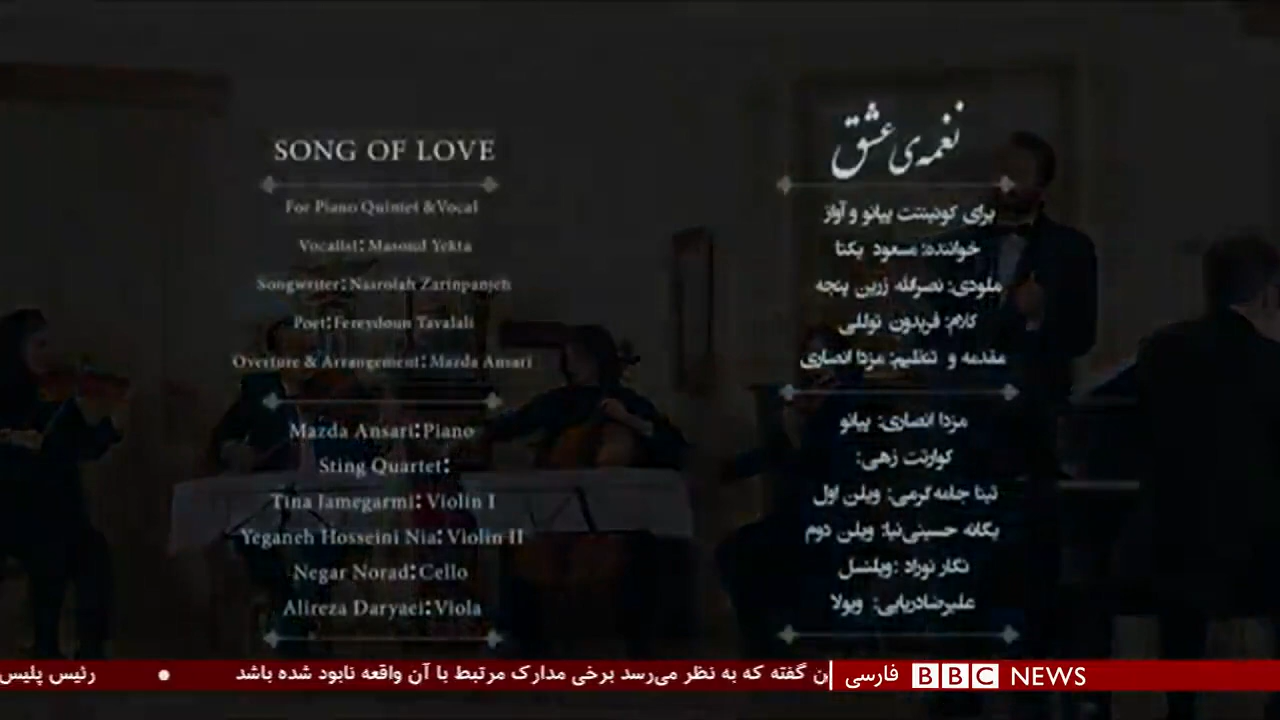 SONG OF LOVE
For Piano Quintet & Vocal
Vocalist: Masoud Yekta
Songwriter: Nasrolah Zarinpanjeh
Poet: Fereydoun Tavalali
Overture & Arrangement: Mazda Ansari
Mazda Ansari: Piano
Sting Quartet:
Tina Jamegarmi: Violin I
Yeganeh Hosseini Nia: Violin II
Negar Norad: Cello
Alireza Daryaei: Viola
نغمه‌ی عشق
برای کوئینتت پیانو و آواز
خواننده: مسعود یکتا
ملودی: نصرالله زرین پنجه
کلام: فریدون توللی
مقدمه و تنظیم: مزدا انصاری
مزدا انصاری: پیانو
کوارتت زهی:
تینا جامه‌گرمی: ویلن اول
یگانه حسینی‌نیا: ویلن دوم
نگار نوراد: ویلنسل
علیرضادریایی: ویولا
گفته که به نظر می‌رسد برخی مدارک مرتبط با آن واقعه نابود شده باشد • رئیس پلیس
فارسی BBC NEWS